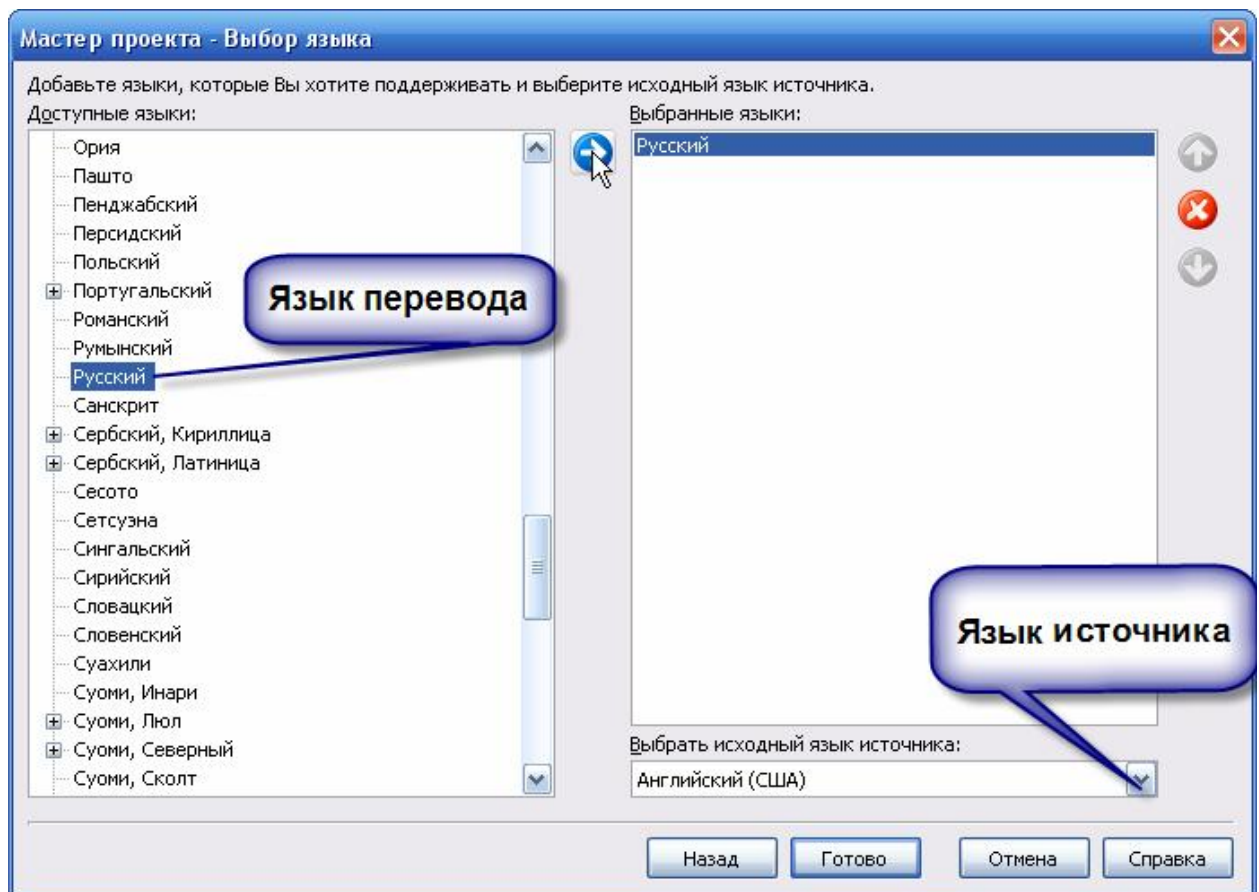 Мастер проекта - Выбор языка
Добавьте языки, которые Вы хотите поддерживать и выберите исходный язык источника.
Доступные языки:
Ория
Пашто
Пенджабский
Персидский
Польский
Португальский
Романский
Румынский
Русский
Санскрит
Сербский, Кириллица
Сербский, Латиница
Сесото
Сетсуэна
Сингальский
Сирийский
Словацкий
Словенский
Суахили
Суоми, Инари
Суоми, Люл
Суоми, Северный
Суоми, Сколт
Язык перевода
Выбранные языки:
Русский
Язык источника
Выбрать исходный язык источника:
Английский (США)
Назад
Готово
Отмена
Справка